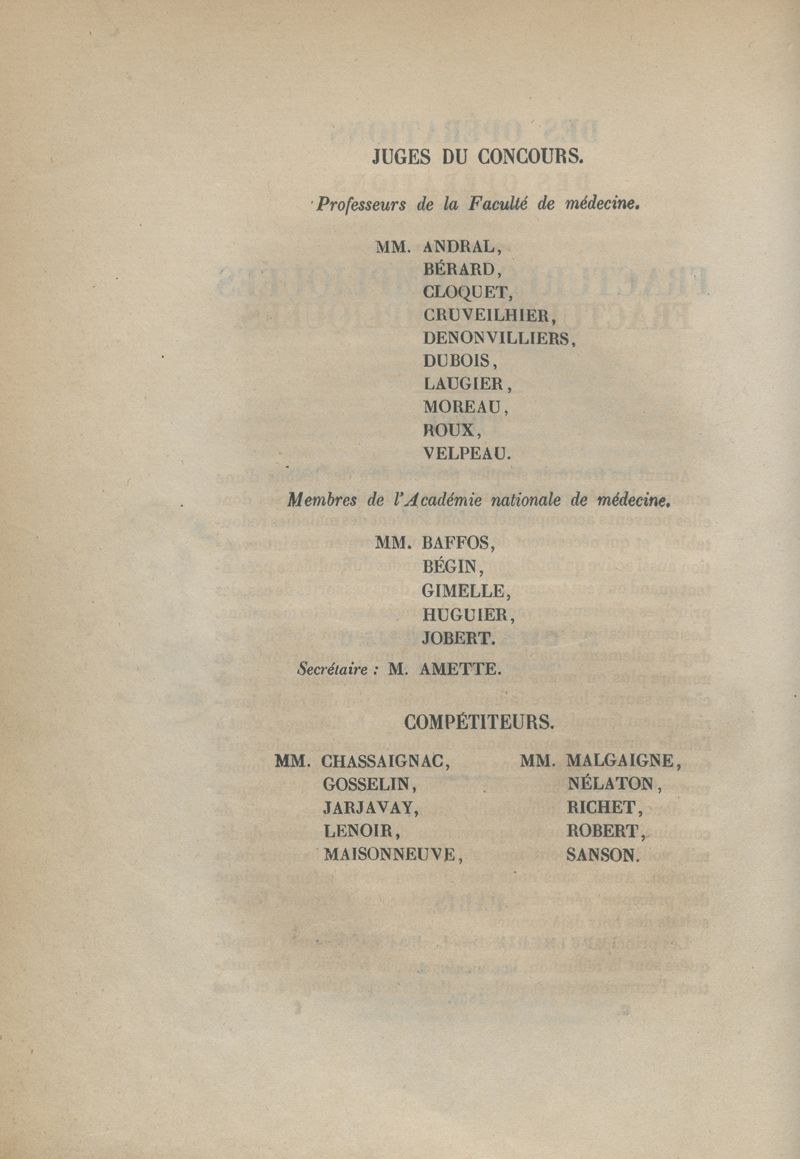 JUGES DU CONCOURS.
Professeurs de la Faculté de médecine.
MM. ANDRAL,
BÉRARD,
CLOQUET,
CRUVEILHIER,
DENONVILLIERS,
DUBOIS,
LAUGIER,
MOREAU,
ROUX,
VELPEAU.
Membres de l'Académie nationale de médecine.
MM. BAFFOS,
BÉGIN,
GIMELLE,
HUGUIER,
JOBERT.
Secrétaire : M. AMETTE.
COMPÉTITEURS.
MM. CHASSAIGNAC,
GOSSELIN,
JARJAVAY,
LENOIR,
MAISONNEUVE,
MM. MALGAIGNE,
NÉLATON,
RICHET,
ROBERT,
SANSON.